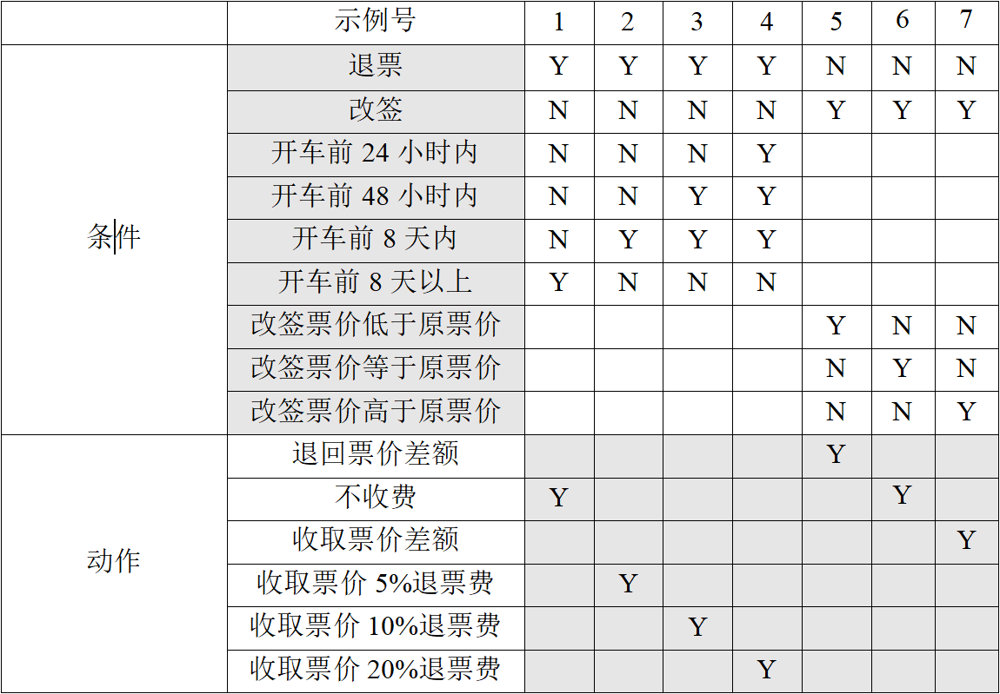 示例号 1 2 3 4 5 6 7
退票 Y Y Y Y N N N
改签 N N N N Y Y Y
开车前 24 小时内 N N N Y
开车前 48 小时内 N N Y Y
条件 开车前 8 天内 N Y Y Y
开车前 8 天以上 Y N N N
改签票价低于原票价 Y N N
改签票价等于原票价 N Y N
改签票价高于原票价 N N Y
退回票价差额 Y
不收费 Y Y
动作 收取票价差额 Y
收取票价 5%退票费 Y
收取票价 10%退票费 Y
收取票价 20%退票费 Y